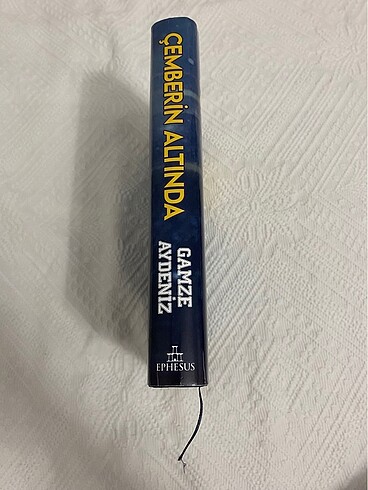 ÇEMBERİN ALTINDA
GAMZE
AYDENİZ
EPHESUS